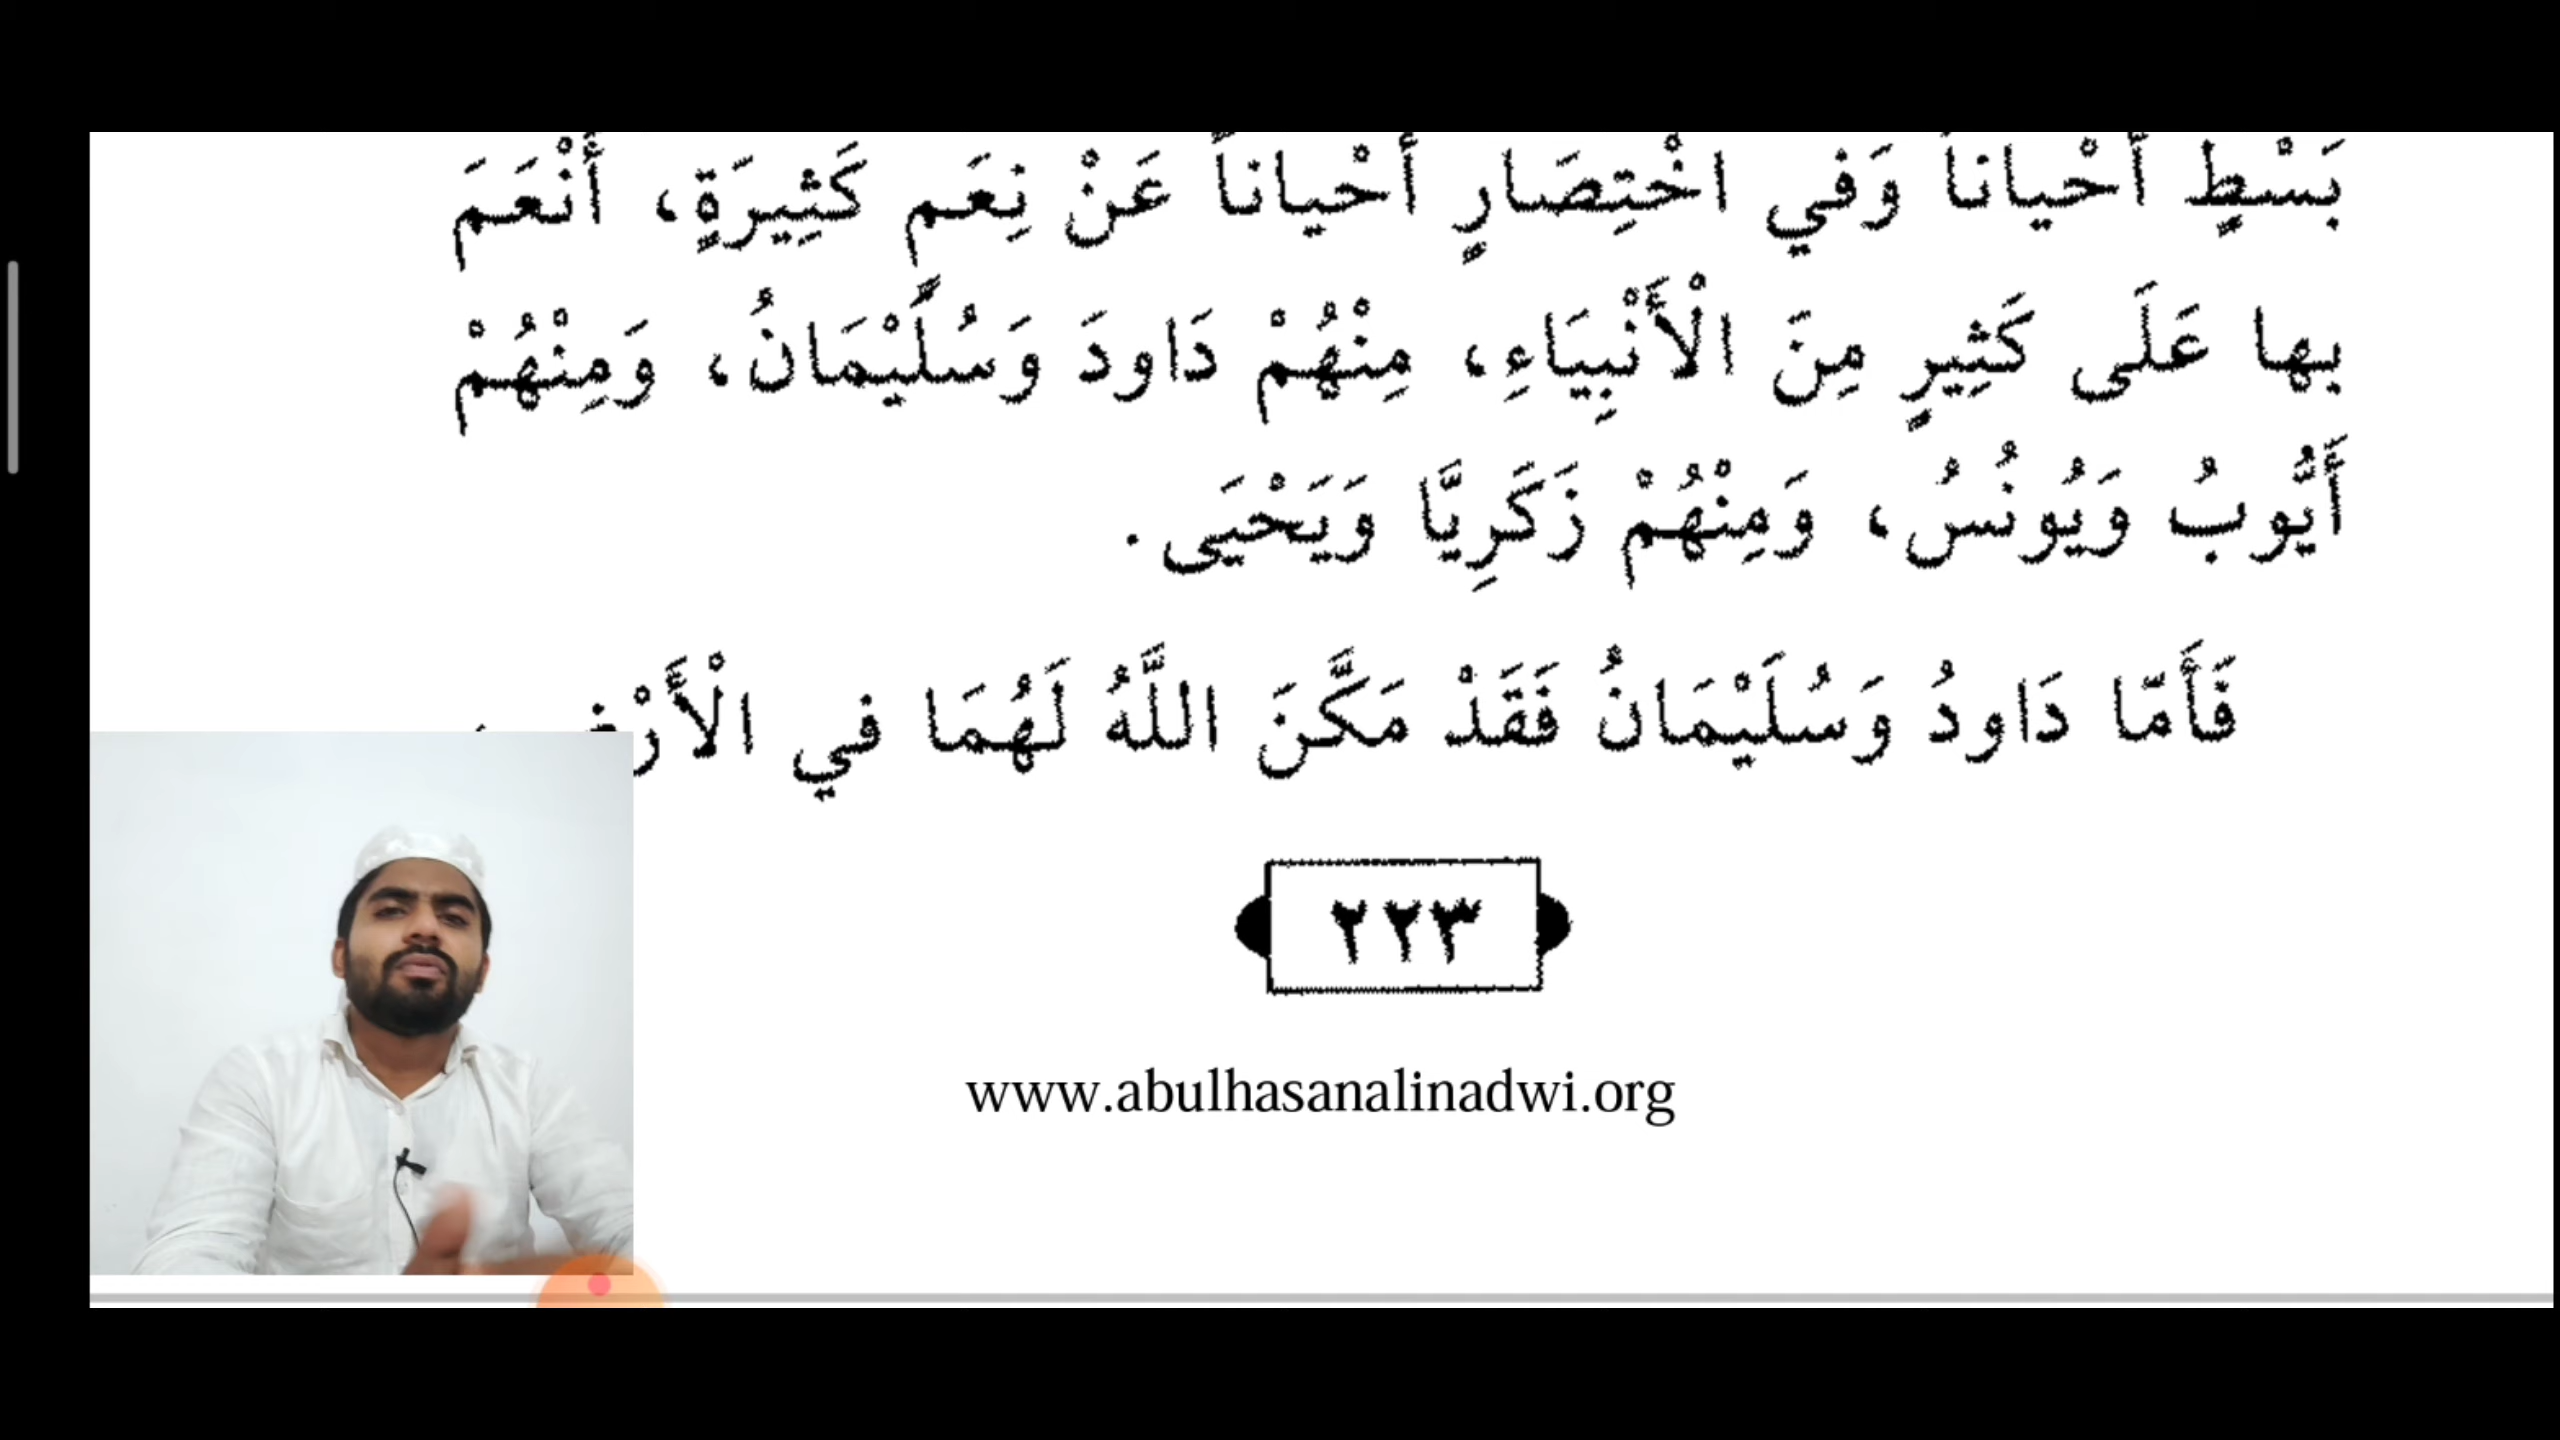 بَسْطٍ أَحْياناً وَفي اخْتِصَارٍ أَحْياناً عَنْ نِعَم كَثِيرَةٍ، أَنْعَمَ
بها عَلَى كَثِيرٍ مِنَ الْأَنْبِيَاءِ، مِنْهُمْ دَاودَ وَسُلَيْمَانُ، وَمِنْهُمْ
أَيُّوبُ وَيُونُسُ، وَمِنْهُمْ زَكَرِيَّا وَيَحْيَى.
فَأَمّا دَاودُ وَسُلَيْمَانُ فَقَدْ مَكَّنَ اللَّهُ لَهُمَا في
٢٢٣
www.abulhasanalinadwi.org